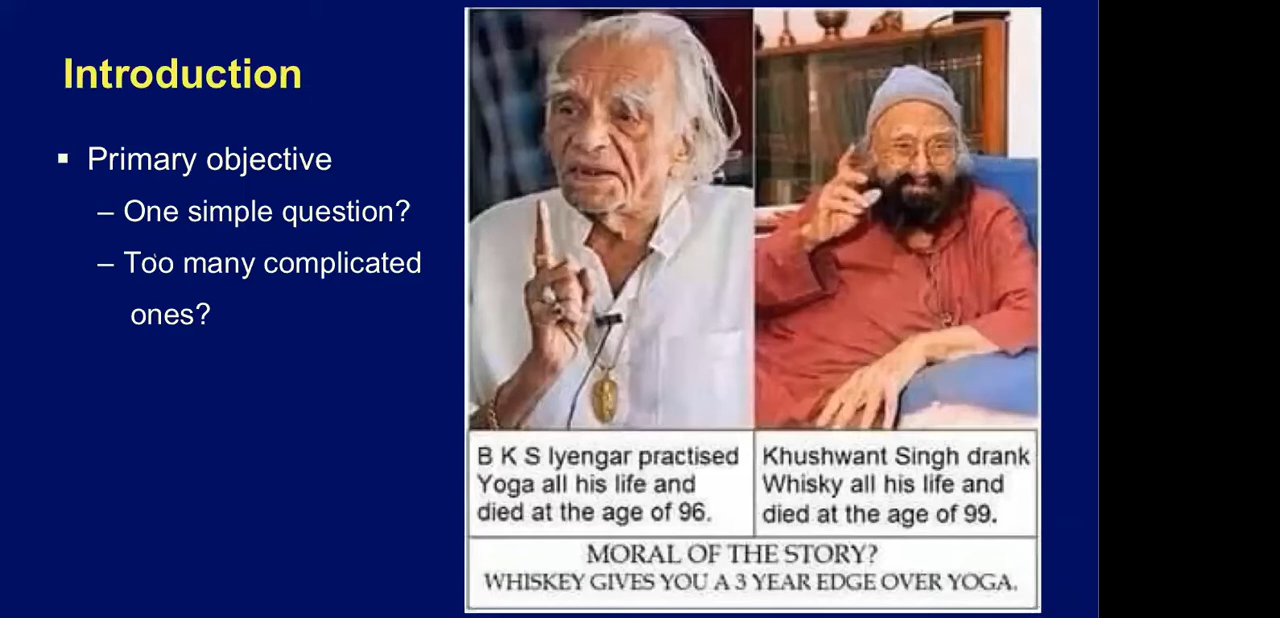 Introduction
▪ Primary objective
– One simple question?
– Too many complicated
ones?
B K S Iyengar practised
Yoga all his life and
died at the age of 96.
Khushwant Singh drank
Whisky all his life and
died at the age of 99.
MORAL OF THE STORY?
WHISKEY GIVES YOU A 3 YEAR EDGE OVER YOGA.